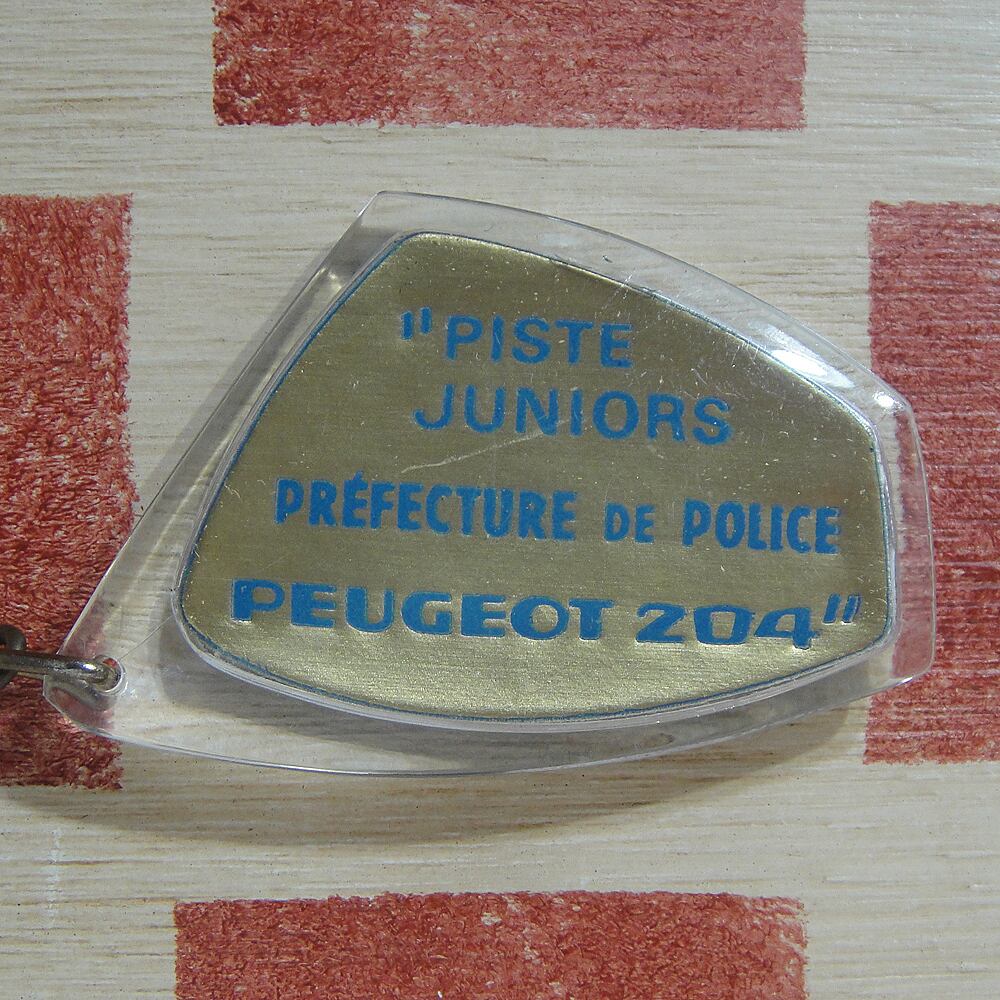 "PISTE
JUNIORS
PRÉFECTURE DE POLICE
PEUGEOT 204"